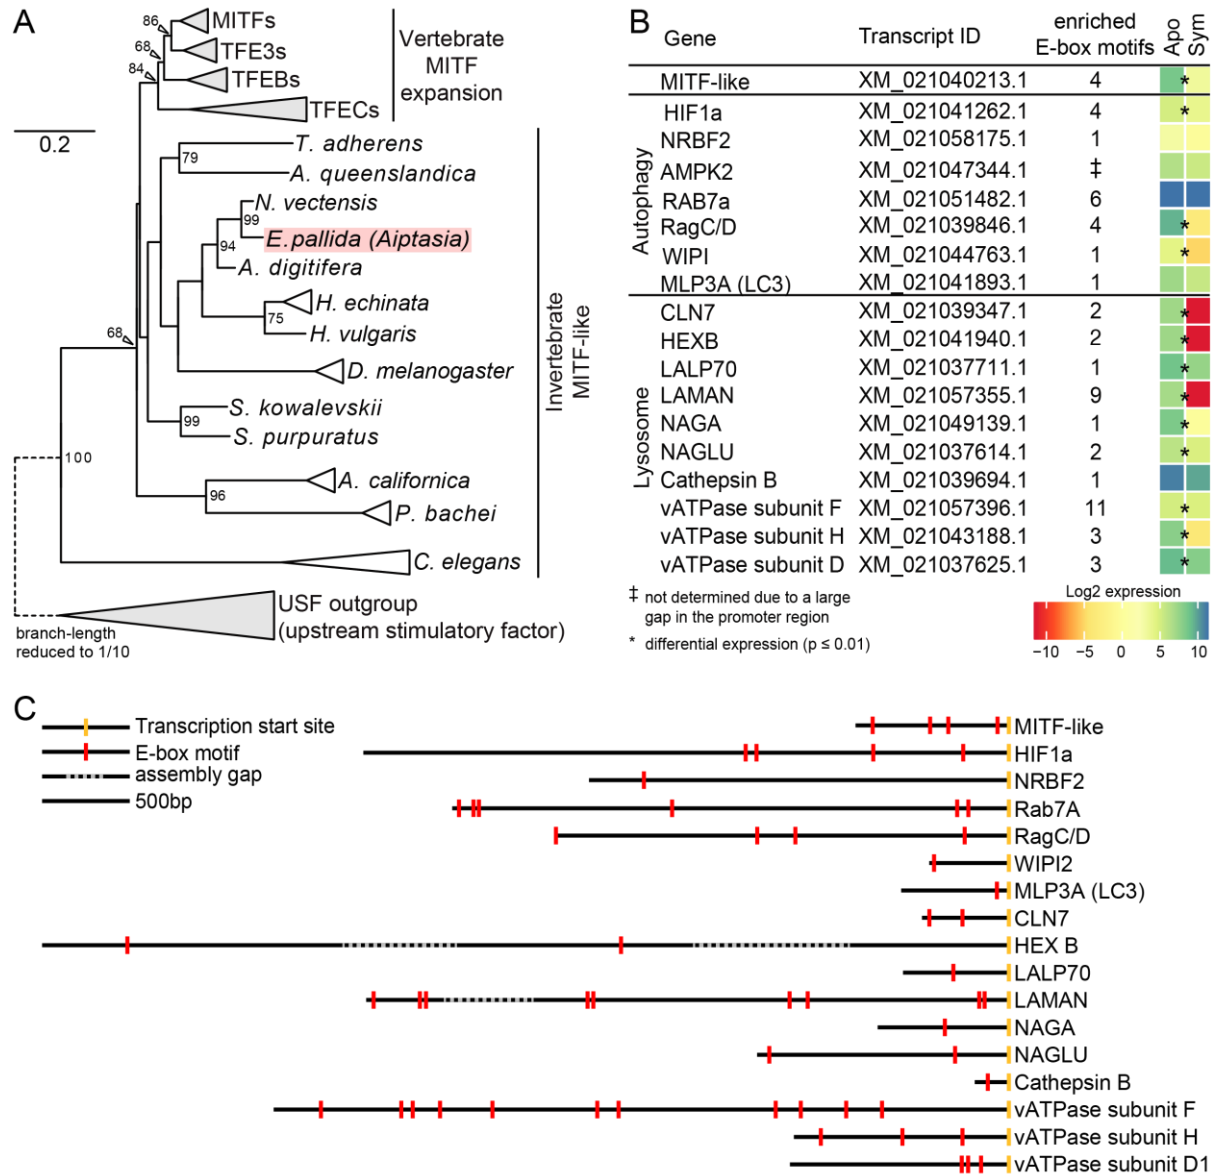 A
86
MITFs
68
TFE3s
84
TFEBs
TFECs
Vertebrate
MITF
expansion
0.2
T. adherens
79
A. queenslandica
N. vectensis
99
E. pallida (Aiptasia)
94
A. digitifera
H. echinata
75
H. vulgaris
68
D. melanogaster
S. kowalevskii
99
S. purpuratus
100
A. californica
96
P. bachei
C. elegans
Invertebrate
MITF-like
USF outgroup
(upstream stimulatory factor)
branch-length
reduced to 1/10
B
Gene Transcript ID enriched E-box motifs Apo Sym
MITF-like XM_021040213.1 4 *
Autophagy
HIF1a XM_021041262.1 4 *
NRBF2 XM_021058175.1 1
AMPK2 XM_021047344.1 ‡
RAB7a XM_021051482.1 6
RagC/D XM_021039846.1 4 *
WIPI XM_021044763.1 1 *
MLP3A (LC3) XM_021041893.1 1
Lysosome
CLN7 XM_021039347.1 2 *
HEXB XM_021041940.1 2 *
LALP70 XM_021037711.1 1 *
LAMAN XM_021057355.1 9 *
NAGA XM_021049139.1 1 *
NAGLU XM_021037614.1 2 *
Cathepsin B XM_021039694.1 1
vATPase subunit F XM_021057396.1 11 *
vATPase subunit H XM_021043188.1 3 *
vATPase subunit D XM_021037625.1 3 *
‡ not determined due to a large
gap in the promoter region
* differential expression (p ≤ 0.01)
Log2 expression
−10 −5 0 5 10
C
Transcription start site
E-box motif
assembly gap
500bp
MITF-like
HIF1a
NRBF2
Rab7A
RagC/D
WIPI2
MLP3A (LC3)
CLN7
HEX B
LALP70
LAMAN
NAGA
NAGLU
Cathepsin B
vATPase subunit F
vATPase subunit H
vATPase subunit D1